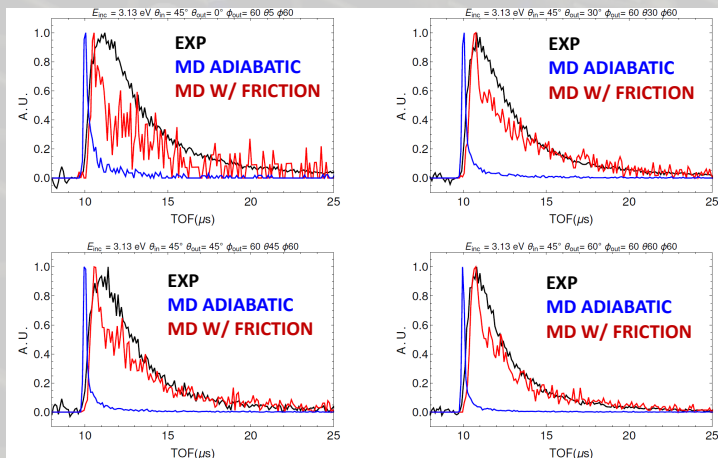 E_inc = 3.13 eV θ_in = 45° θ_out = 0° ϕ_out = 60 θ5 ϕ60
1.0
0.8
0.6
0.4
0.2
0.0
A. U.
EXP
MD ADIABATIC
MD W/ FRICTION
10 15 20 25
TOF(μs)
E_inc = 3.13 eV θ_in = 45° θ_out = 30° ϕ_out = 60 θ30 ϕ60
1.0
0.8
0.6
0.4
0.2
0.0
A. U.
EXP
MD ADIABATIC
MD W/ FRICTION
10 15 20 25
TOF(μs)
E_inc = 3.13 eV θ_in = 45° θ_out = 45° ϕ_out = 60 θ45 ϕ60
1.0
0.8
0.6
0.4
0.2
0.0
A. U.
EXP
MD ADIABATIC
MD W/ FRICTION
10 15 20 25
TOF(μs)
E_inc = 3.13 eV θ_in = 45° θ_out = 60° ϕ_out = 60 θ60 ϕ60
1.0
0.8
0.6
0.4
0.2
0.0
A. U.
EXP
MD ADIABATIC
MD W/ FRICTION
10 15 20 25
TOF(μs)